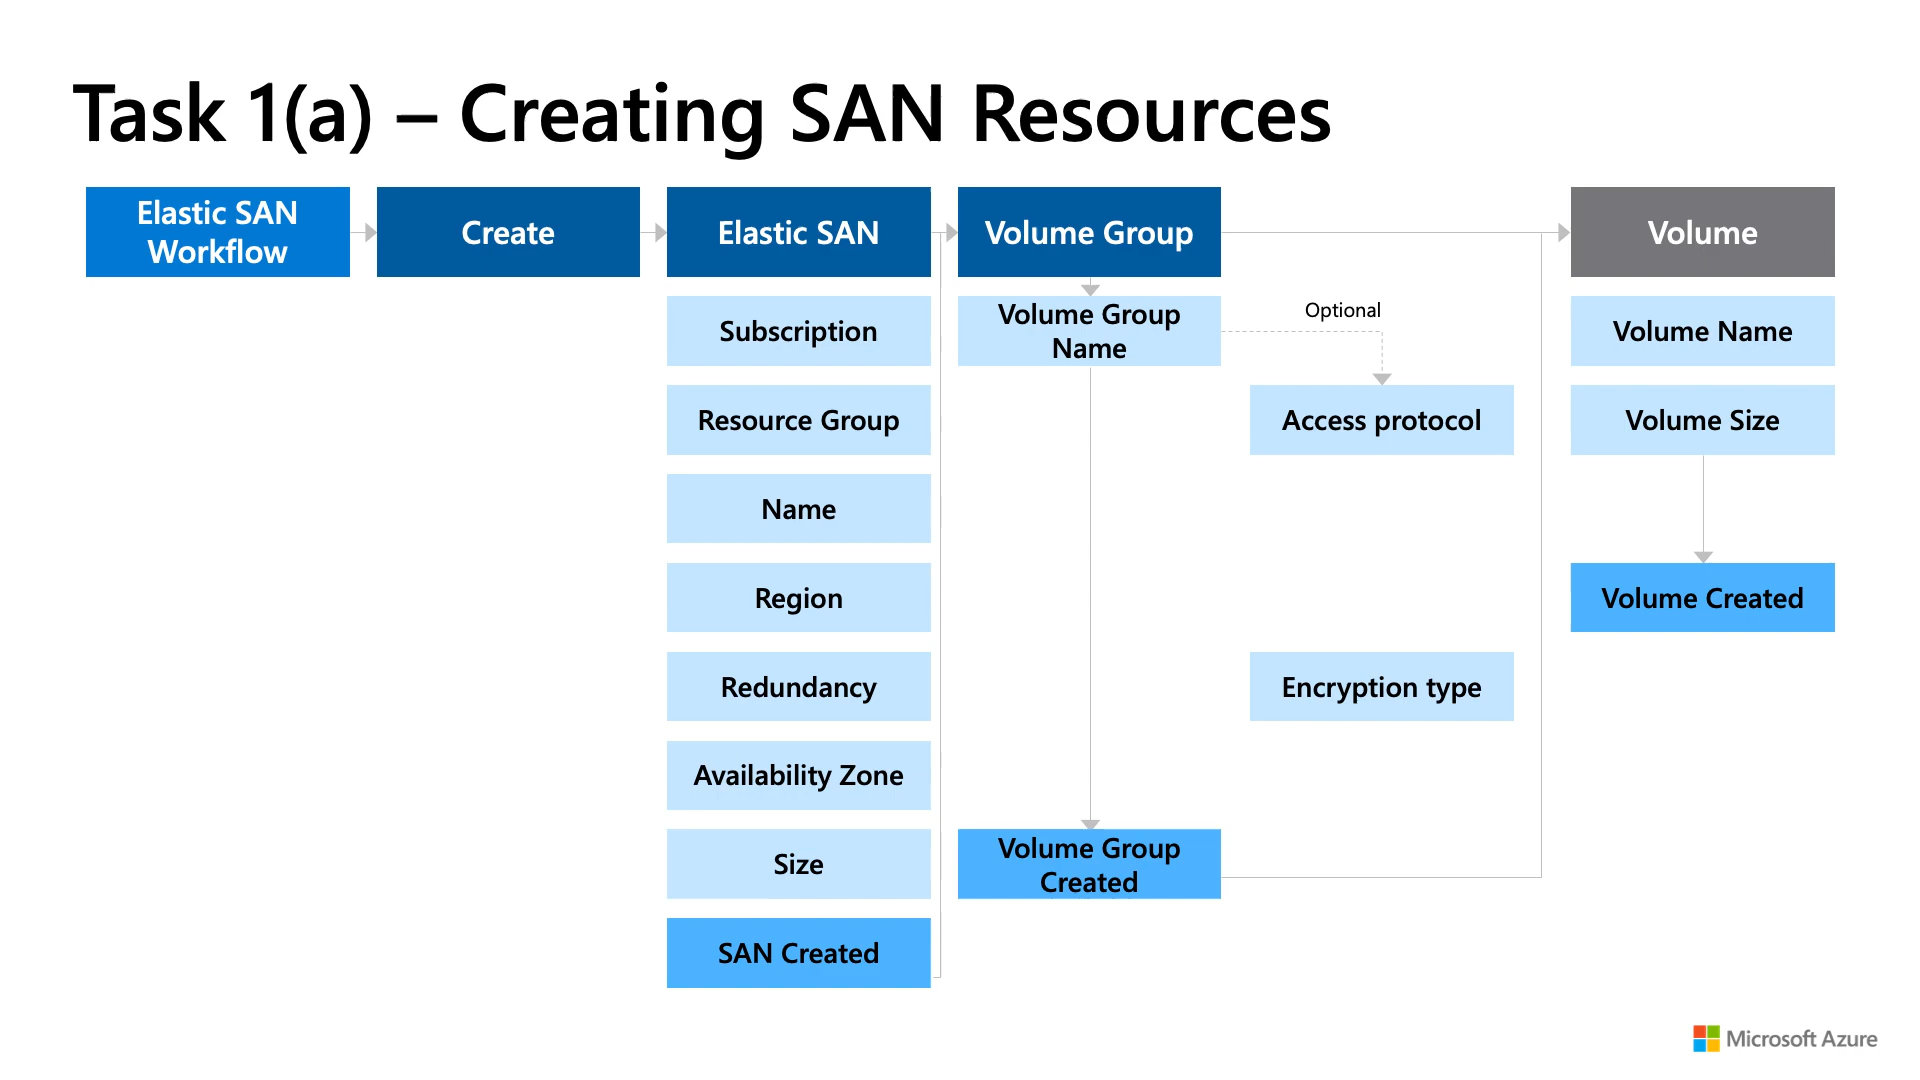 Task 1(a) – Creating SAN Resources
Elastic SAN
Workflow
Create
Elastic SAN
Volume Group
Volume
Subscription
Resource Group
Name
Region
Redundancy
Availability Zone
Size
SAN Created
Volume Group
Name
Optional
Access protocol
Encryption type
Volume Group
Created
Volume Name
Volume Size
Volume Created
Microsoft Azure